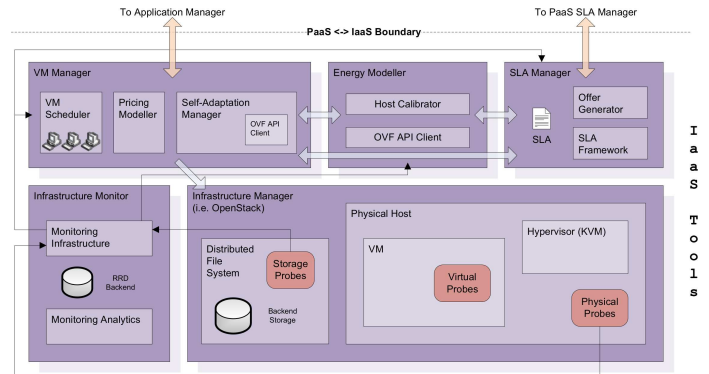 To Application Manager
To PaaS SLA Manager
PaaS <-> IaaS Boundary
VM Manager
VM
Scheduler
Pricing
Modeller
Self-Adaptation
Manager
OVF API
Client
Energy Modeller
Host Calibrator
OVF API Client
SLA Manager
SLA
Offer
Generator
SLA
Framework
IaaS Tools
Infrastructure Monitor
Monitoring
Infrastructure
RRD
Backend
Monitoring Analytics
Infrastructure Manager
(i.e. OpenStack)
Distributed
File
System
Storage
Probes
Backend
Storage
Physical Host
VM
Virtual
Probes
Hypervisor (KVM)
Physical
Probes